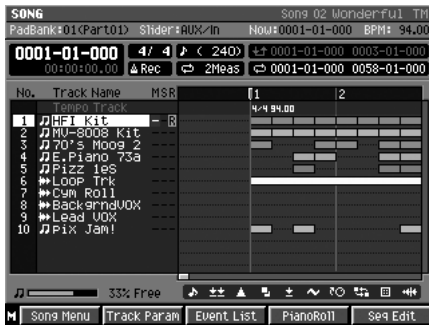 SONG Song 02 Wonderful TM
PadBank:01(Part01) Slider:AUX/In Now:0001-01-000 BPM: 94.00
0001-01-000 4/ 4 ♪ ( 240) 0001-01-000 0003-01-000
00:00:00.00 Rec 2Meas 0001-01-000 0058-01-000
No. Track Name MSR 1 2
Tempo Track 4/4 94.00
1 HFI Kit - R
2 MV-8008 Kit ---
3 70's Moog 2 ---
4 E.Piano 73a ---
5 Pizz 1eS ---
6 Loop Trk ---
7 Cym Roll ---
8 BackgrndVOX ---
9 Lead VOX ---
10 Pix Jam! ---
33% Free
M Song Menu Track Param Event List PianoRoll Seq Edit